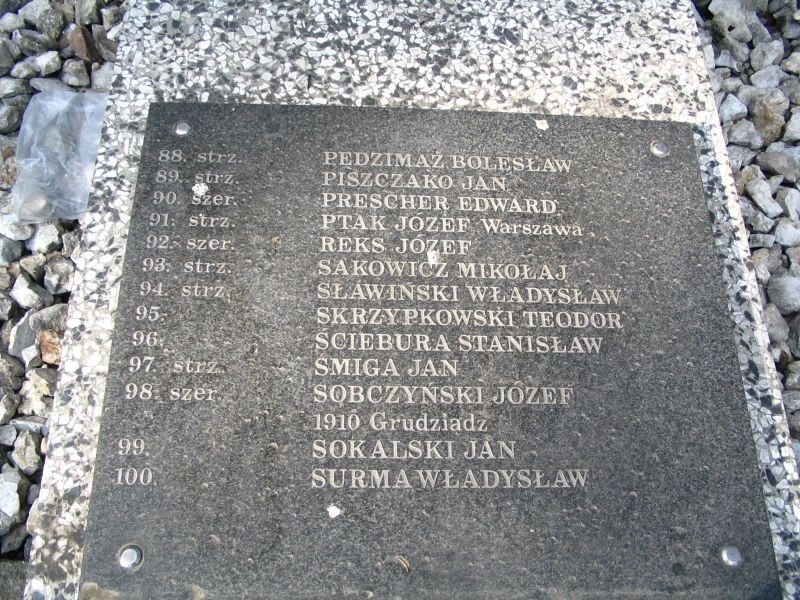 88. strz. PEDZIMAŻ BOLESŁAW
89. strz. PISZCZAKO JAN
90. szer. PRESCHER EDWARD
91. strz. PTAK JÓZEF Warszawa
92. szer. REKS JÓZEF
93. strz. SAKOWICZ MIKOŁAJ
94. strz. SŁAWIŃSKI WŁADYSŁAW
95. SKRZYPKOWSKI TEODOR
96. ŚCIEBURA STANISŁAW
97. strz. SMIGA JAN
98. szer. SOBCZYŃSKI JÓZEF
1910 Grudziadz
99. SOKALSKI JAN
100. SURMA WŁADYSŁAW